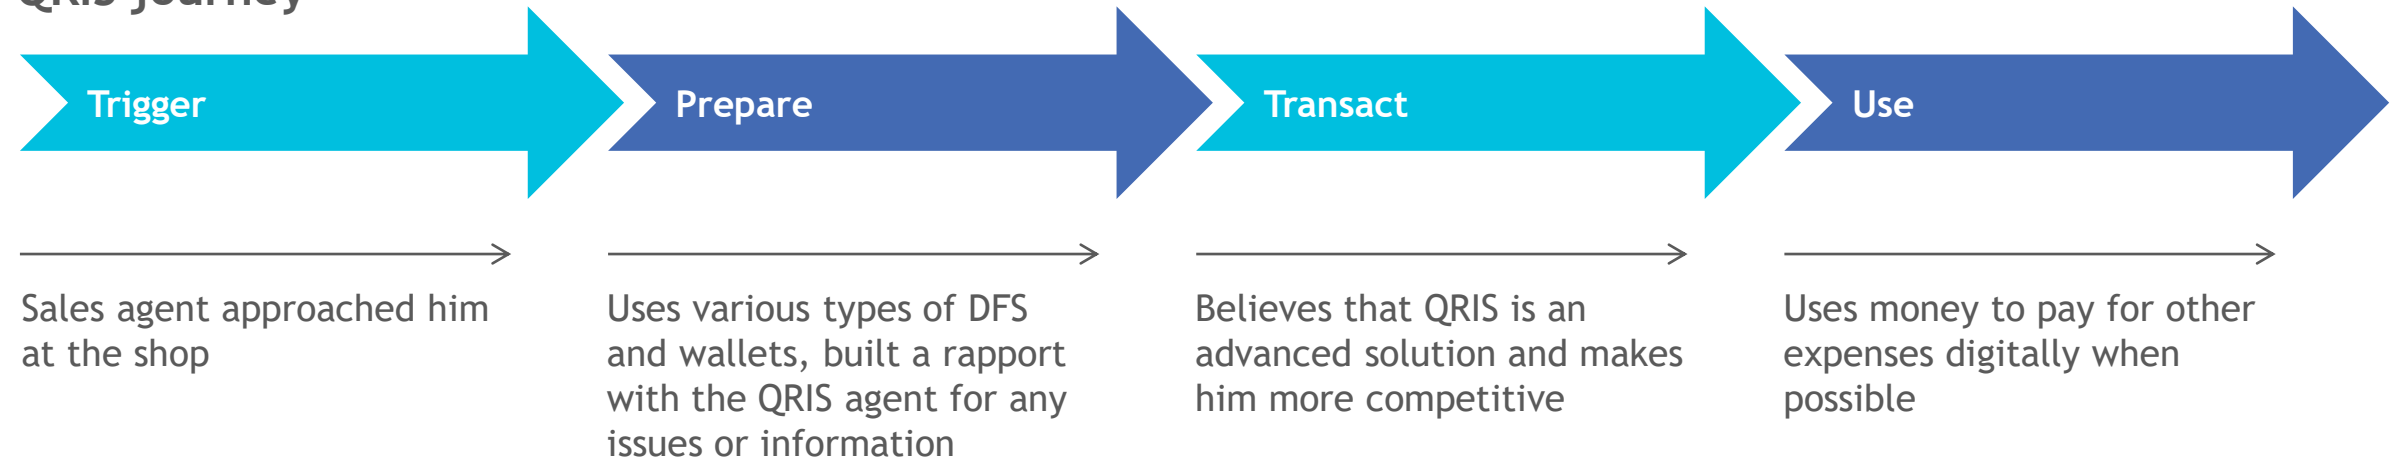 QRIS journey
Trigger
Prepare
Transact
Use
Sales agent approached him
at the shop
Uses various types of DFS
and wallets, built a rapport
with the QRIS agent for any
issues or information
Believes that QRIS is an
advanced solution and makes
him more competitive
Uses money to pay for other
expenses digitally when
possible